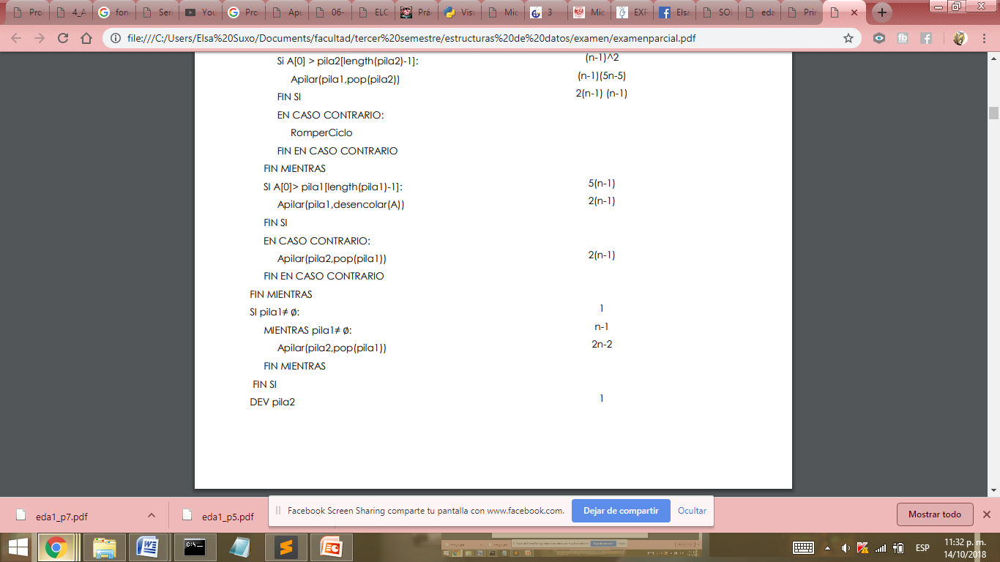 Pro
4_A
fon
Seri
You
Pro
Apu
06-
ELC
Prá
Visu
Mic
3
Mic
EXP
Elsa
SO
eda
Prin
file:///C:/Users/Elsa%20Suxo/Documents/facultad/tercer%20semestre/estructuras%20de%20datos/examen/examenparcial.pdf
Si A[0] > pila2[length(pila2)-1]: (n-1)^2
Apilar(pila1,pop(pila2)) (n-1)(5n-5)
FIN SI 2(n-1) (n-1)
EN CASO CONTRARIO:
RomperCiclo
FIN EN CASO CONTRARIO
FIN MIENTRAS
SI A[0]> pila1[length(pila1)-1]: 5(n-1)
Apilar(pila1,desencolar(A)) 2(n-1)
FIN SI
EN CASO CONTRARIO:
Apilar(pila2,pop(pila1)) 2(n-1)
FIN EN CASO CONTRARIO
FIN MIENTRAS
SI pila1≠ ∅: 1
MIENTRAS pila1≠ ∅: n-1
Apilar(pila2,pop(pila1)) 2n-2
FIN MIENTRAS
FIN SI
DEV pila2 1
eda1_p7.pdf
eda1_p5.pdf
Facebook Screen Sharing comparte tu pantalla con www.facebook.com.
Dejar de compartir
Ocultar
Mostrar todo
ESP
11:32 p. m.
14/10/2018